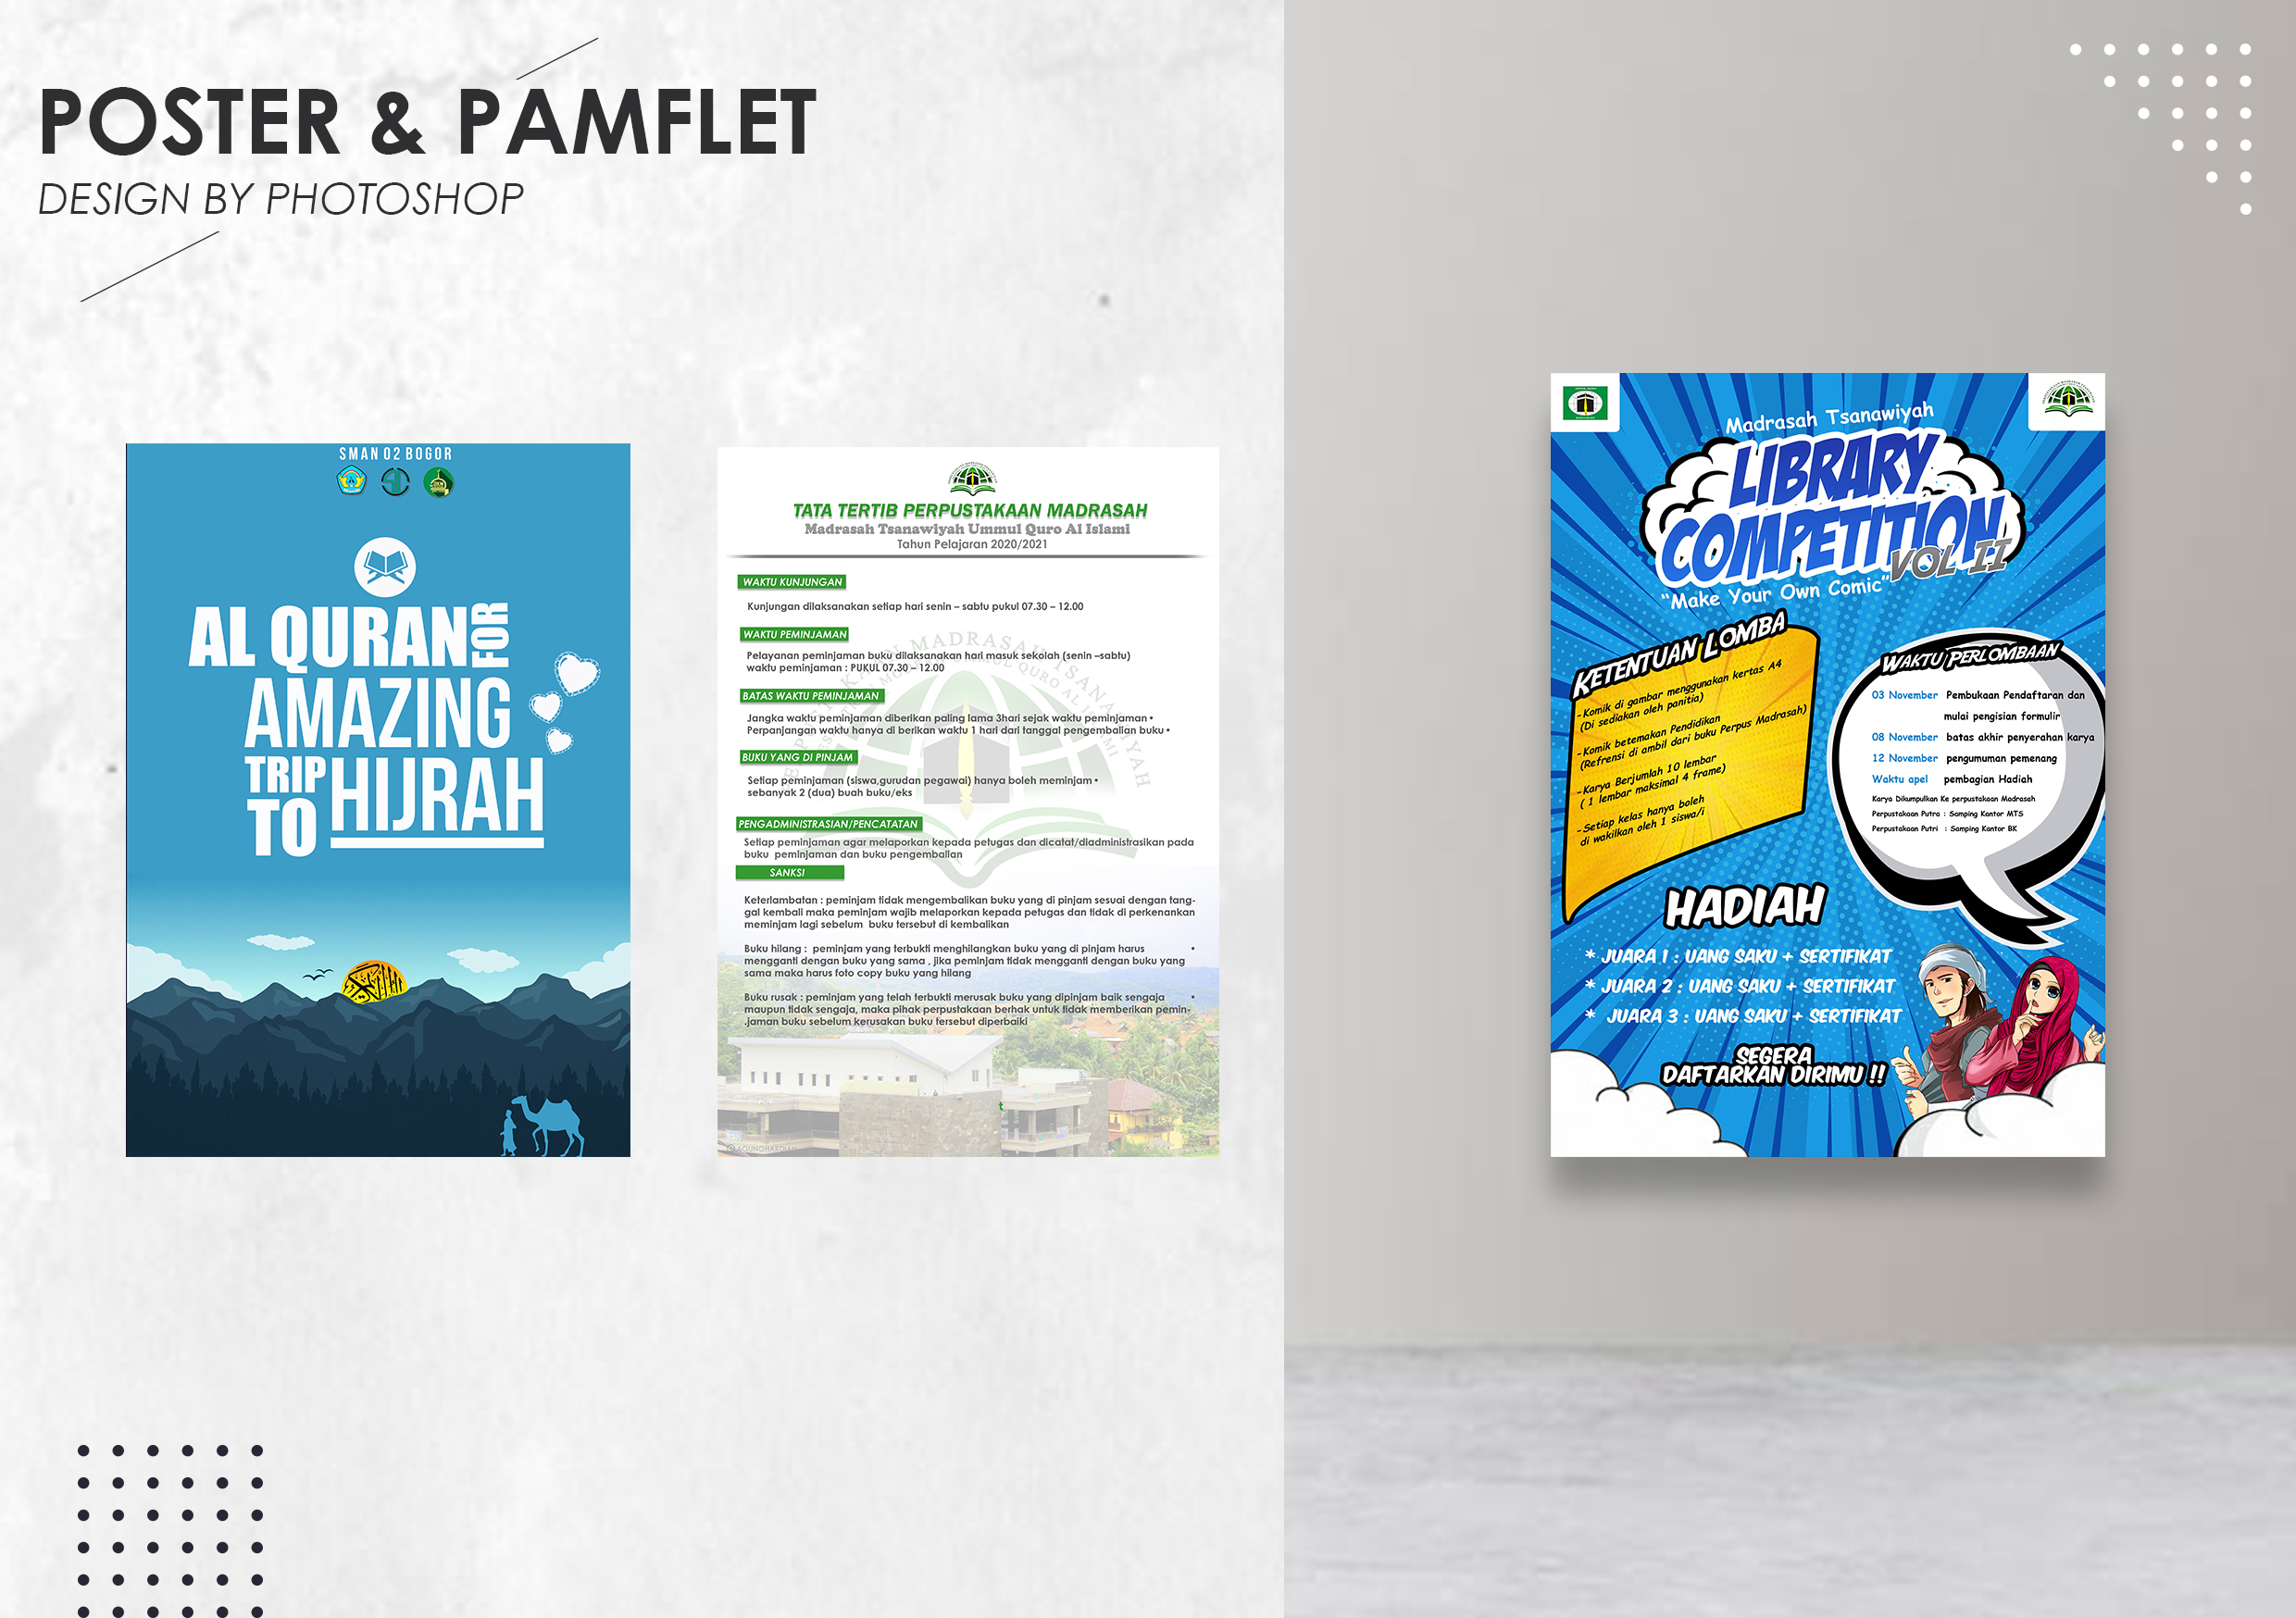 POSTER & PAMFLET
DESIGN BY PHOTOSHOP
SMAN 02 BOGOR
AL QURAN FOR
AMAZING
TRIP
TO HIJRAH
TATA TERTIB PERPUSTAKAAN MADRASAH
Madrasah Tsanawiyah Ummul Quro Al Islami
Tahun Pelajaran 2020/2021
WAKTU KUNJUNGAN
Kunjungan dilaksanakan setiap hari senin – sabtu pukul 07.30 – 12.00
WAKTU PEMINJAMAN
Pelayanan peminjaman buku dilaksanakan hari masuk sekolah (senin –sabtu)
waktu peminjaman : PUKUL 07.30 – 12.00
BATAS WAKTU PEMINJAMAN
Jangka waktu peminjaman diberikan paling lama 3hari sejak waktu peminjaman •
Perpanjangan waktu hanya di berikan waktu 1 hari dari tanggal pengembalian buku •
BUKU YANG DI PINJAM
Setiap peminjaman (siswa,gurudan pegawai) hanya boleh meminjam •
sebanyak 2 (dua) buah buku/eks
PENGADMINISTRASIAN/PENCATATAN
Setiap peminjaman agar melaporkan kepada petugas dan dicatat/diadministrasikan pada
buku peminjaman dan buku pengembalian
SANKSI
Keterlambatan : peminjam tidak mengembalikan buku yang di pinjam sesuai dengan tang-
gal kembali maka peminjam wajib melaporkan kepada petugas dan tidak di perkenankan
meminjam lagi sebelum buku tersebut di kembalikan
Buku hilang : peminjam yang terbukti menghilangkan buku yang di pinjam harus •
mengganti dengan buku yang sama , jika peminjam tidak mengganti dengan buku yang
sama maka harus foto copy buku yang hilang
Buku rusak : peminjam yang telah terbukti merusak buku yang dipinjam baik sengaja •
maupun tidak sengaja, maka pihak perpustakaan berhak untuk tidak memberikan pemin-
.jaman buku sebelum kerusakan buku tersebut diperbaiki
t
Madrasah Tsanawiyah
LIBRARY
COMPETITION
VOL II
"Make Your Own Comic"
KETENTUAN LOMBA
- Komik di gambar menggunakan kertas A4
(Di sediakan oleh panitia)
- Komik betemakan Pendidikan
(Refrensi di ambil dari buku Perpus Madrasah)
- Karya Berjumlah 10 lembar
( 1 lembar maksimal 4 frame)
- Setiap kelas hanya boleh
di wakilkan oleh 1 siswa/i
WAKTU PERLOMBAAN
03 November Pembukaan Pendaftaran dan
mulai pengisian formulir
08 November batas akhir penyerahan karya
12 November pengumuman pemenang
Waktu apel pembagian Hadiah
Karya Dikumpulkan Ke perpustakaan Madrasah
Perpustakaan Putra : Samping Kantor MTS
Perpustakaan Putri : Samping Kantor BK
HADIAH
* JUARA 1 : UANG SAKU + SERTIFIKAT
* JUARA 2 : UANG SAKU + SERTIFIKAT
* JUARA 3 : UANG SAKU + SERTIFIKAT
SEGERA
DAFTARKAN DIRIMU !!